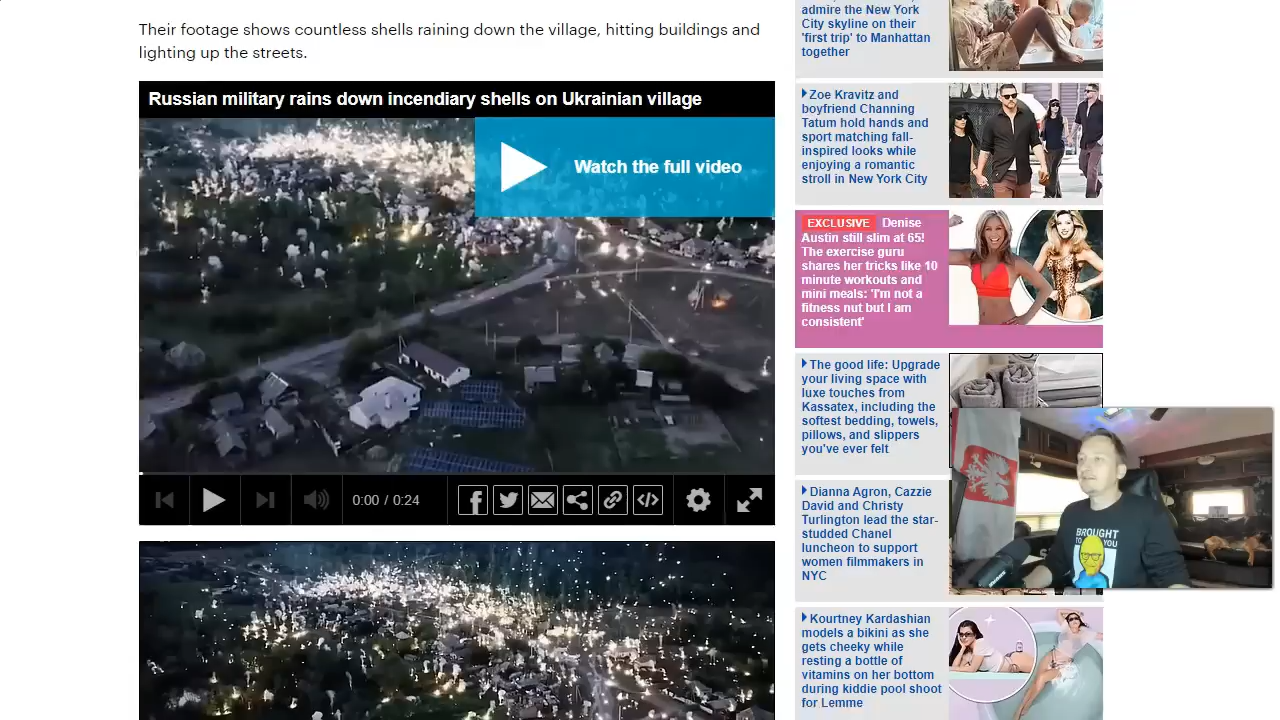 Their footage shows countless shells raining down the village, hitting buildings and
lighting up the streets.
Russian military rains down incendiary shells on Ukrainian village
Watch the full video
0:00 / 0:24
admire the New York
City skyline on their
'first trip' to Manhattan
together
Zoe Kravitz and
boyfriend Channing
Tatum hold hands and
sport matching fall-
inspired looks while
enjoying a romantic
stroll in New York City
EXCLUSIVE Denise
Austin still slim at 65!
The exercise guru
shares her tricks like 10
minute workouts and
mini meals: 'I'm not a
fitness nut but I am
consistent'
The good life: Upgrade
your living space with
luxe touches from
Kassatex, including the
softest bedding, towels,
pillows, and slippers
you've ever felt
Dianna Agron, Cazzie
David and Christy
Turlington lead the star-
studded Chanel
luncheon to support
women filmmakers in
NYC
Kourtney Kardashian
models a bikini as she
gets cheeky while
resting a bottle of
vitamins on her bottom
during kiddie pool shoot
for Lemme
BROUGHT
TO YOU